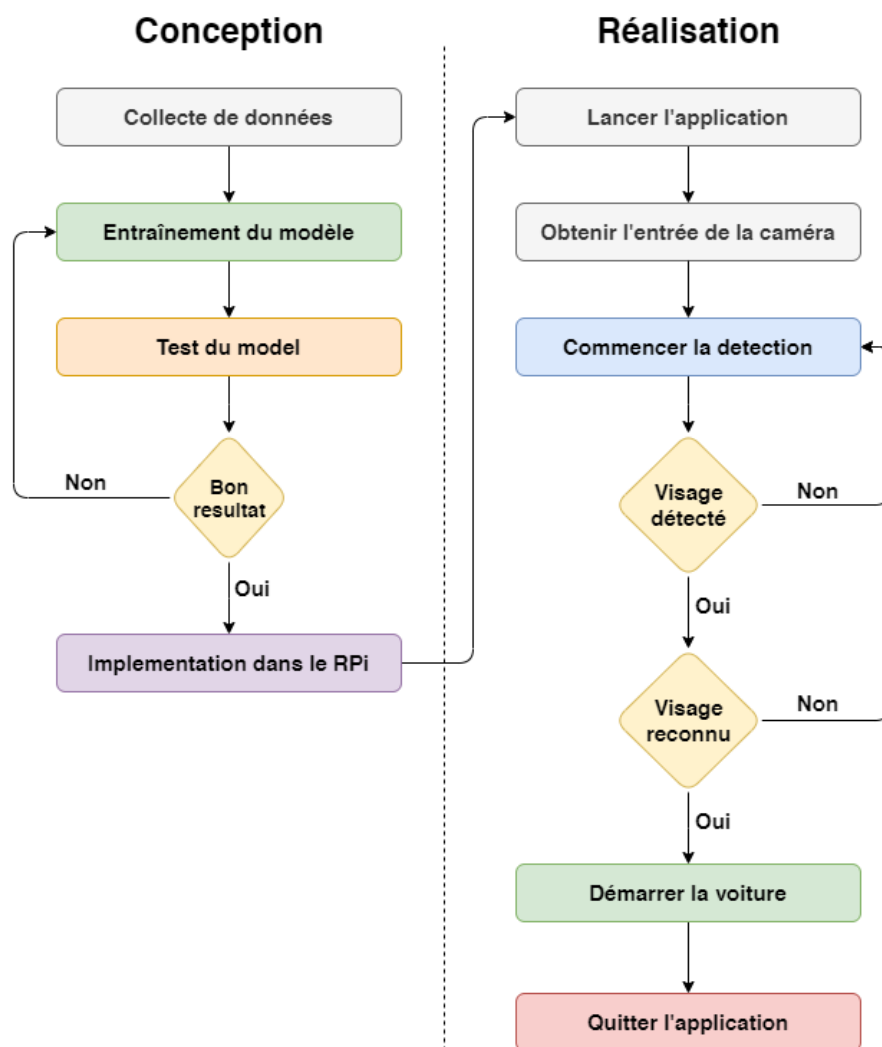 Conception
Collecte de données
Entraînement du modèle
Test du model
Bon
resultat
Non
Oui
Implementation dans le RPi
Réalisation
Lancer l'application
Obtenir l'entrée de la caméra
Commencer la detection
Visage
détecté
Non
Oui
Visage
reconnu
Non
Oui
Démarrer la voiture
Quitter l'application